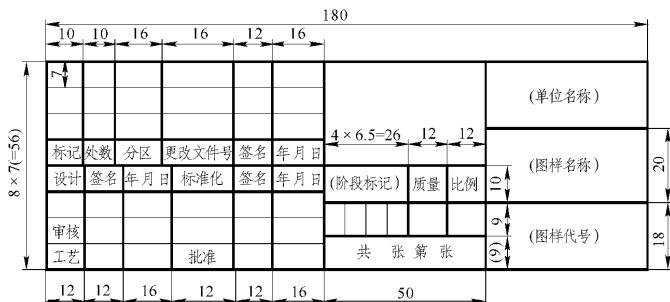 180
10 10 16 16 12 16
7
(单位名称)
8×7(=56)
4×6.5=26 12 12
标记 处数 分区 更改文件号 签名 年月日
(图样名称) 20
设计 签名 年月日 标准化 签名 年月日 (阶段标记) 质量 比例 10
9
审核 (图样代号) 18
工艺 批准 共 张 第 张 (9)
12 12 16 12 12 16 50